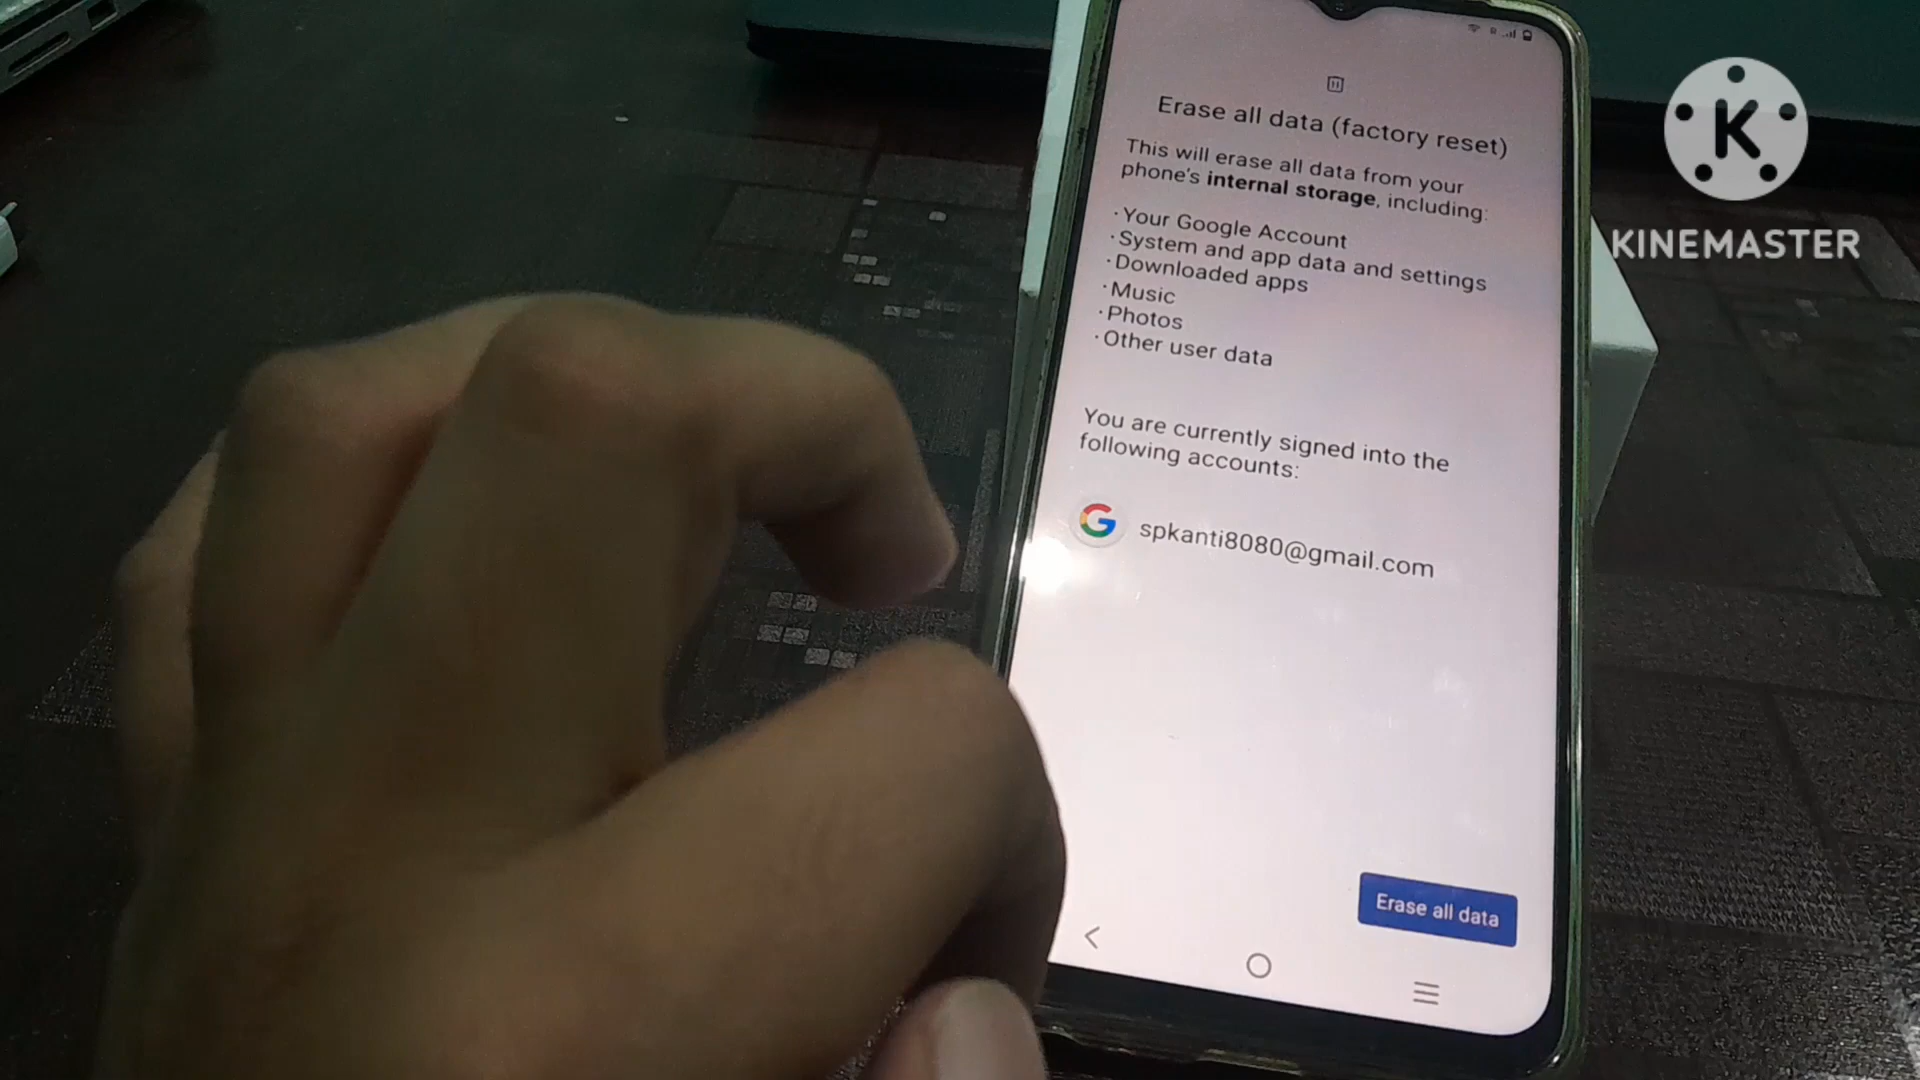 Erase all data (factory reset)
This will erase all data from your
phone's internal storage, including:
·Your Google Account
·System and app data and settings
·Downloaded apps
·Music
·Photos
·Other user data
You are currently signed into the
following accounts:
G spkanti8080@gmail.com
Erase all data
K
KINEMASTER